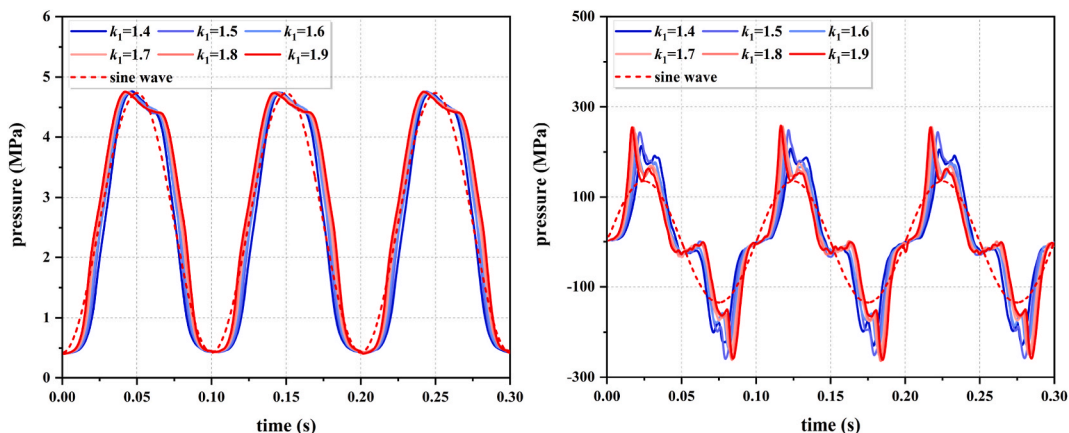 k₁=1.4 k₁=1.5 k₁=1.6
k₁=1.7 k₁=1.8 k₁=1.9
sine wave
pressure (MPa)
6
5
4
3
2
1
0
0.00 0.05 0.10 0.15 0.20 0.25 0.30
time (s)
k₁=1.4 k₁=1.5 k₁=1.6
k₁=1.7 k₁=1.8 k₁=1.9
sine wave
pressure (MPa)
500
300
100
-100
-300
0.00 0.05 0.10 0.15 0.20 0.25 0.30
time (s)